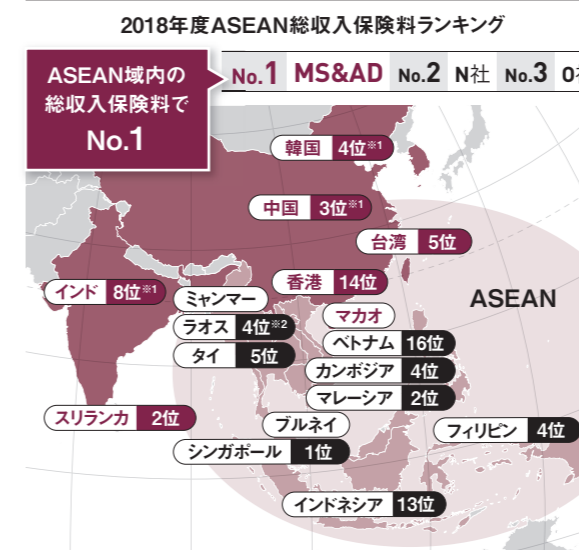 2018年度ASEAN総収入保険料ランキング
ASEAN域内の
総収入保険料で
No.1
No.1 MS&AD No.2 N社 No.3 O社
韓国 4位※1
中国 3位※1
台湾 5位
香港 14位
インド 8位※1
ミャンマー
マカオ
ASEAN
ラオス 4位※2
ベトナム 16位
タイ 5位
カンボジア 4位
マレーシア 2位
スリランカ 2位
ブルネイ
フィリピン 4位
シンガポール 1位
インドネシア 13位